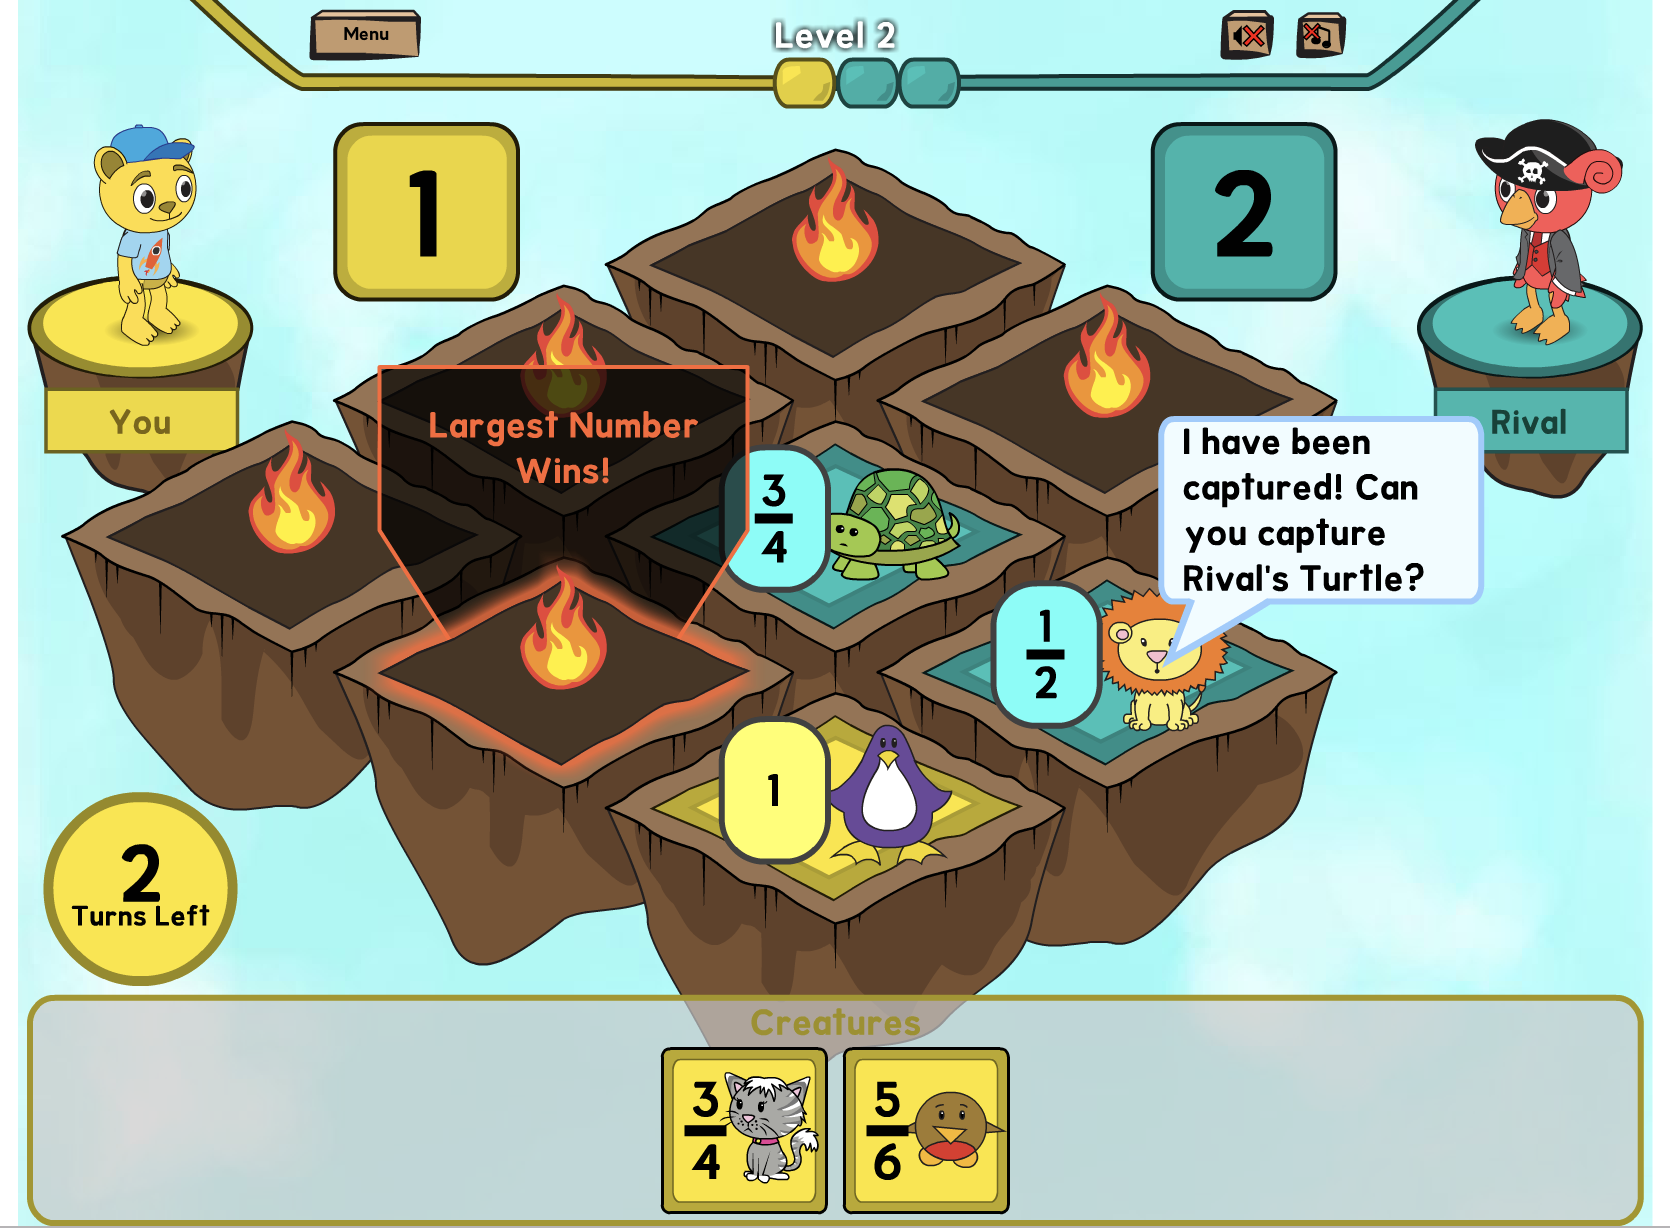 Menu
Level 2
1
2
You
Rival
Largest Number
Wins!
I have been
captured! Can
you capture
Rival's Turtle?
3
4
1
2
1
2
Turns Left
Creatures
3
4
5
6